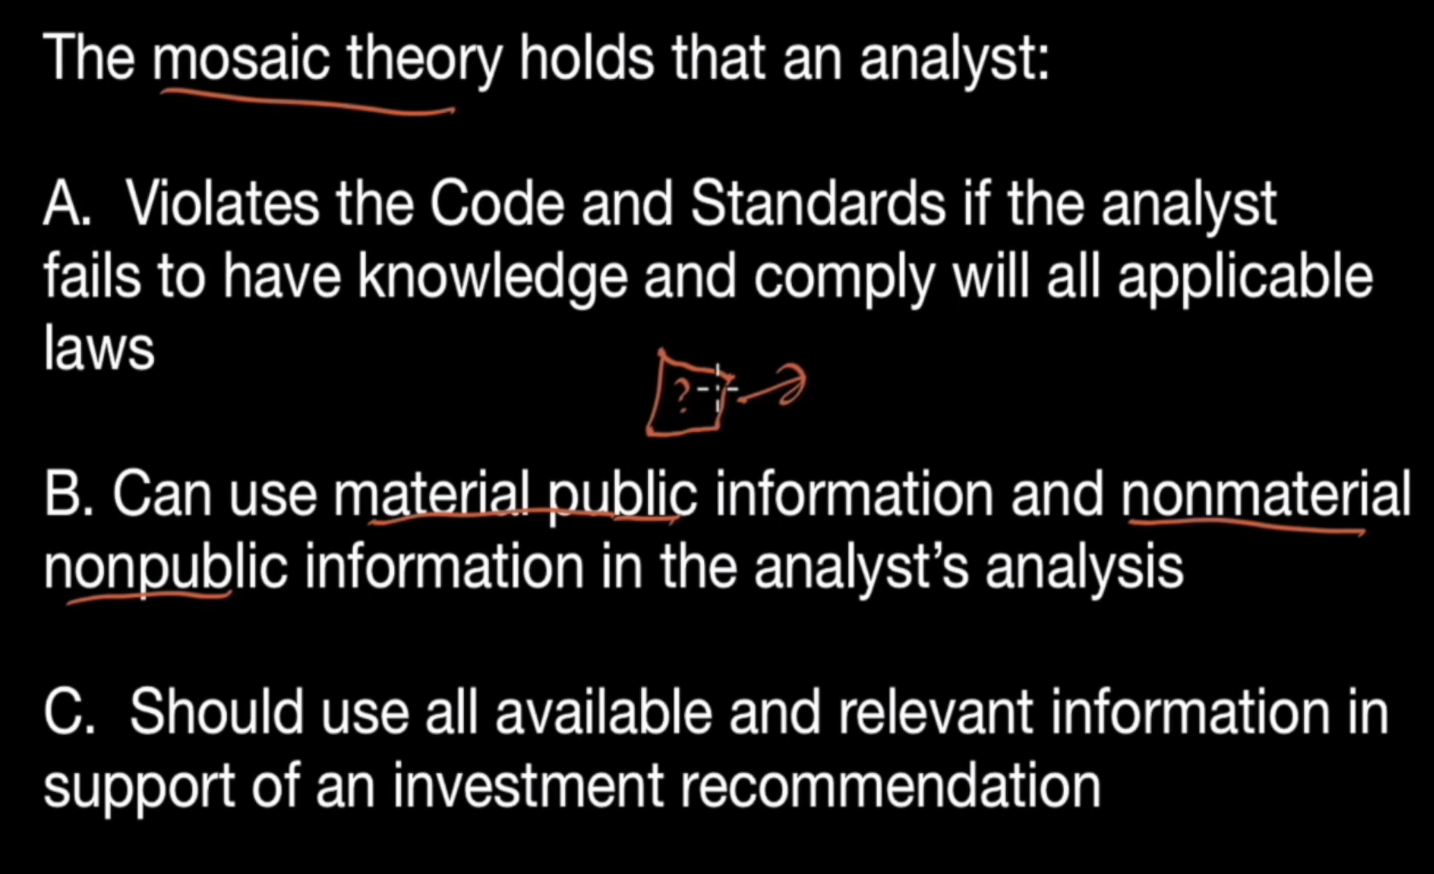 The mosaic theory holds that an analyst:
A. Violates the Code and Standards if the analyst
fails to have knowledge and comply will all applicable
laws
?
B. Can use material public information and nonmaterial
nonpublic information in the analyst’s analysis
C. Should use all available and relevant information in
support of an investment recommendation